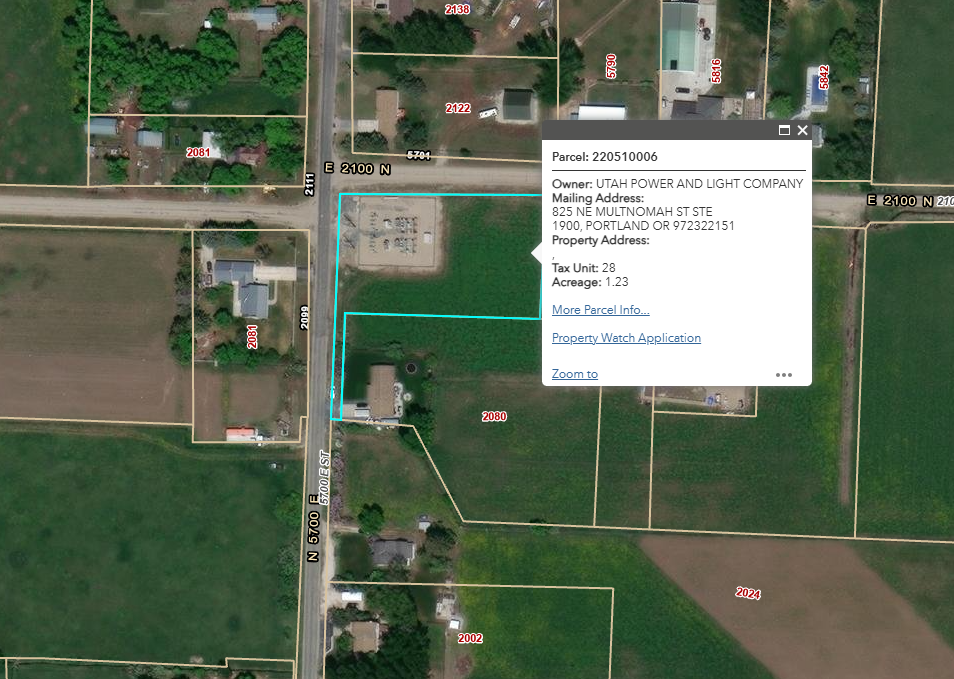 2138
5790
5816
5842
2122
2081
5791
E 2100 N
2111
Parcel: 220510006
Owner: UTAH POWER AND LIGHT COMPANY
Mailing Address:
825 NE MULTNOMAH ST STE
1900, PORTLAND OR 972322151
Property Address:
,
Tax Unit: 28
Acreage: 1.23
More Parcel Info...
Property Watch Application
Zoom to
E 2100 N
2099
2081
2080
5700 E ST
N 5700 E
2024
2002